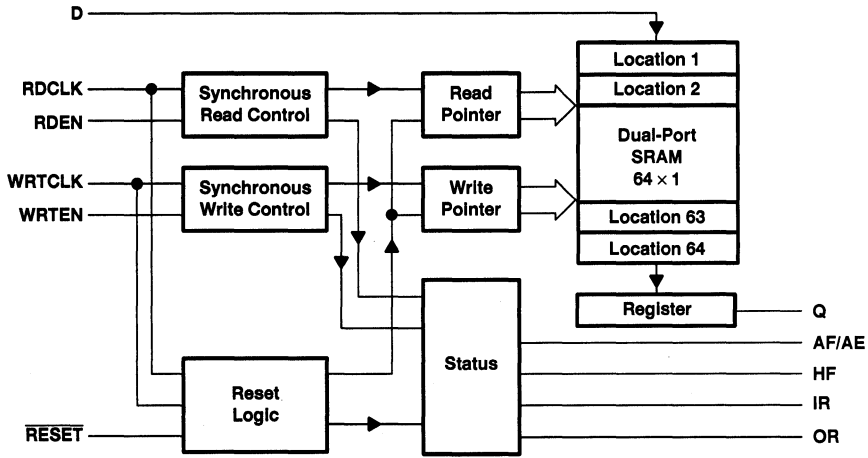 D
Location 1
Location 2
Dual-Port
SRAM
64 × 1
Location 63
Location 64
RDCLK
RDEN
Synchronous
Read Control
Read
Pointer
WRTCLK
WRTEN
Synchronous
Write Control
Write
Pointer
Register
Q
Status
AF/AE
HF
IR
OR
Reset
Logic
RESET